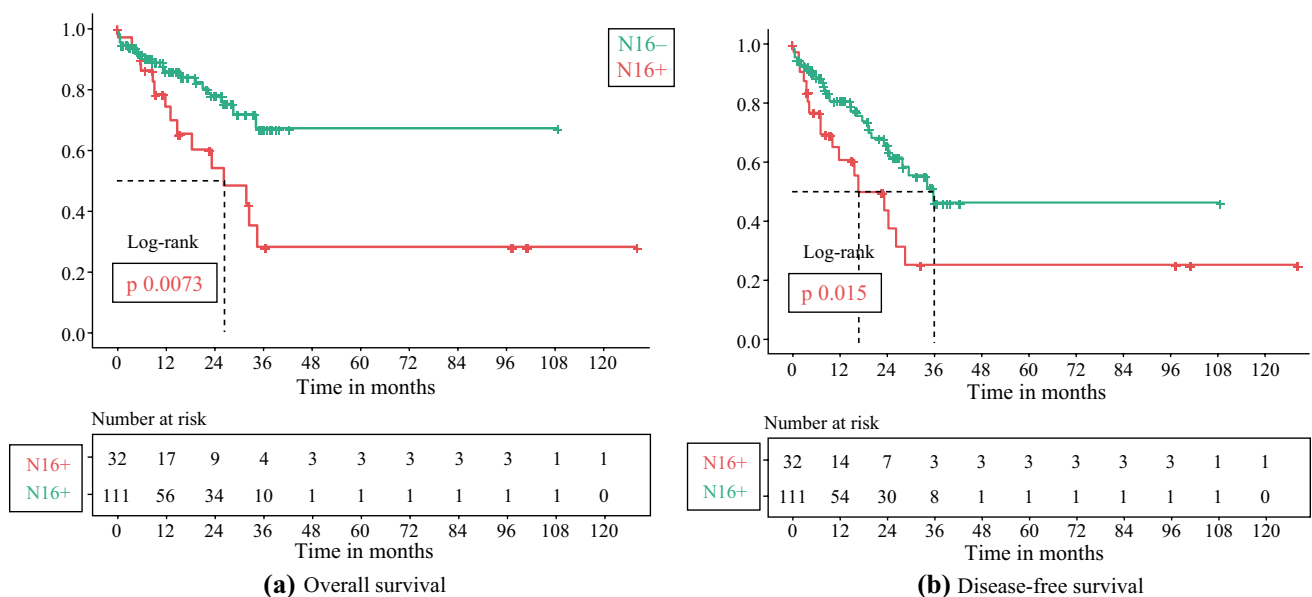 1.0
0.8
0.6
0.4
0.2
0.0
Log-rank
p 0.0073
0 12 24 36 48 60 72 84 96 108 120
Time in months
N16–
N16+
1.0
0.8
0.6
0.4
0.2
0.0
Log-rank
p 0.015
0 12 24 36 48 60 72 84 96 108 120
Time in months
Number at risk
N16+ 32 17 9 4 3 3 3 3 3 1 1
N16+ 111 56 34 10 1 1 1 1 1 1 0
0 12 24 36 48 60 72 84 96 108 120
Time in months
(a) Overall survival
Number at risk
N16+ 32 14 7 3 3 3 3 3 3 1 1
N16+ 111 54 30 8 1 1 1 1 1 1 0
0 12 24 36 48 60 72 84 96 108 120
Time in months
(b) Disease-free survival